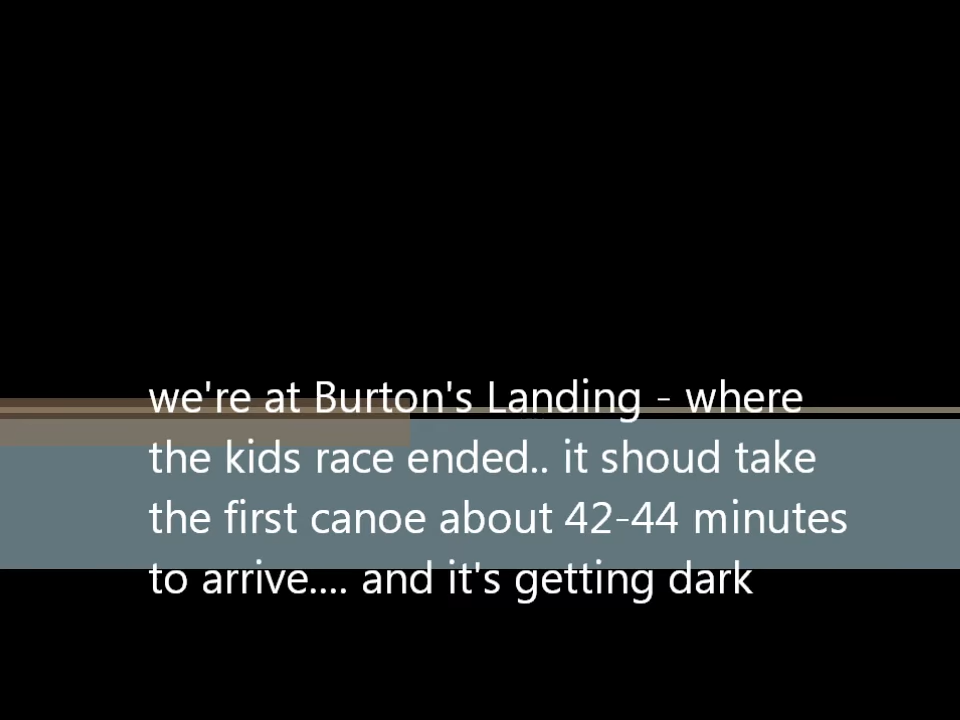 we're at Burton's Landing - where
the kids race ended.. it shoud take
the first canoe about 42-44 minutes
to arrive.... and it's getting dark